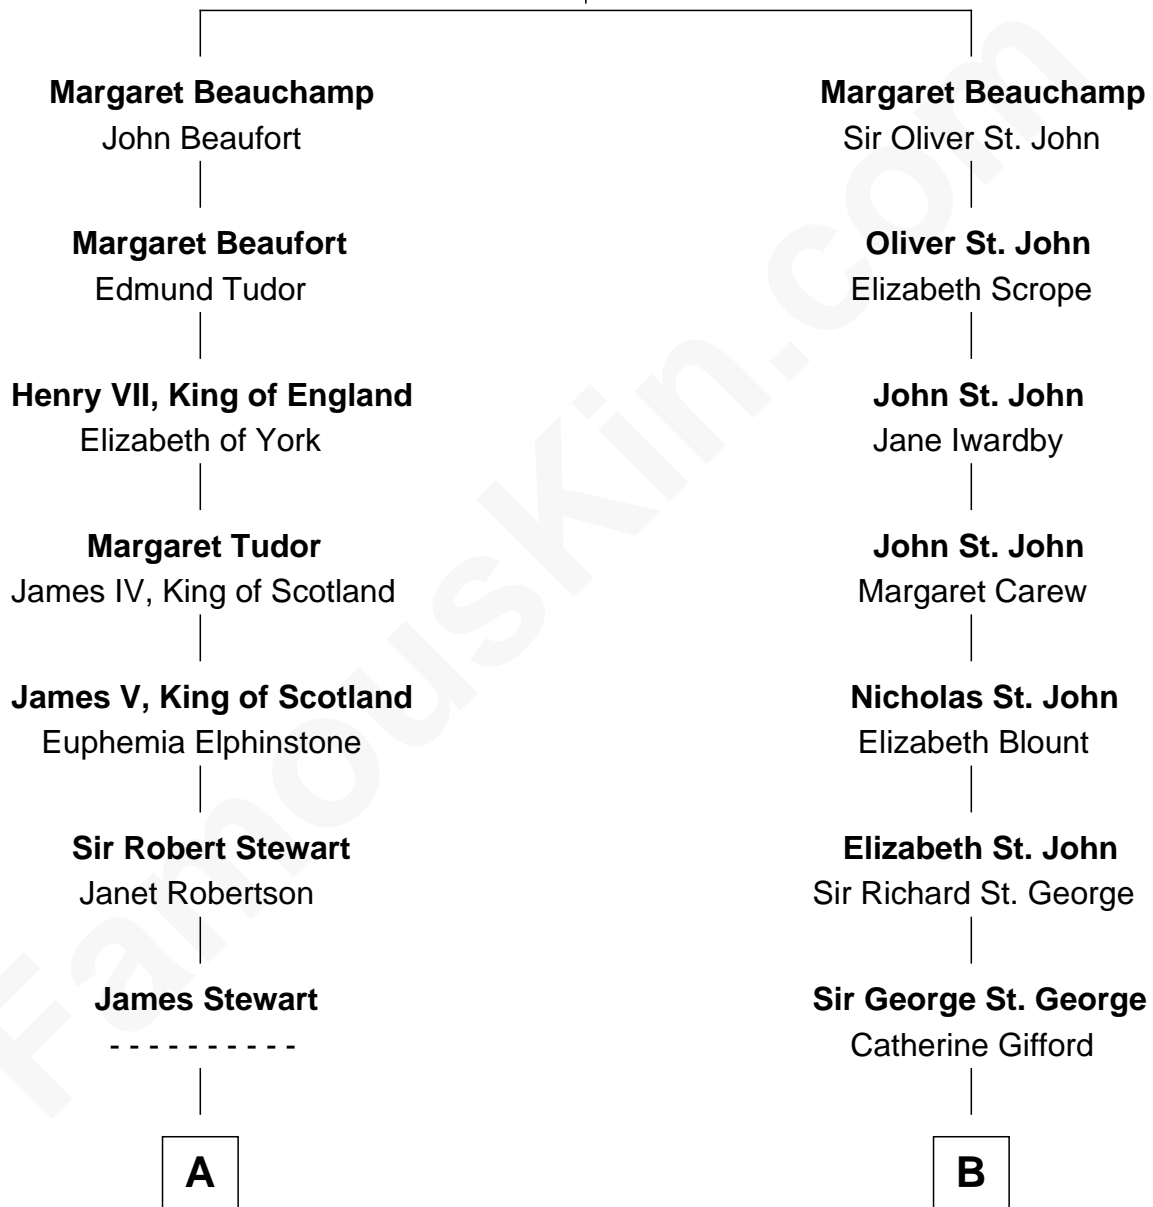 Margaret Beauchamp
John Beaufort
Margaret Beaufort
Edmund Tudor
Henry VII, King of England
Elizabeth of York
Margaret Tudor
James IV, King of Scotland
James V, King of Scotland
Euphemia Elphinstone
Sir Robert Stewart
Janet Robertson
James Stewart
- - - - - - - - - -
A
Margaret Beauchamp
Sir Oliver St. John
Oliver St. John
Elizabeth Scrope
John St. John
Jane Iwardby
John St. John
Margaret Carew
Nicholas St. John
Elizabeth Blount
Elizabeth St. John
Sir Richard St. George
Sir George St. George
Catherine Gifford
B
FamousKin.com